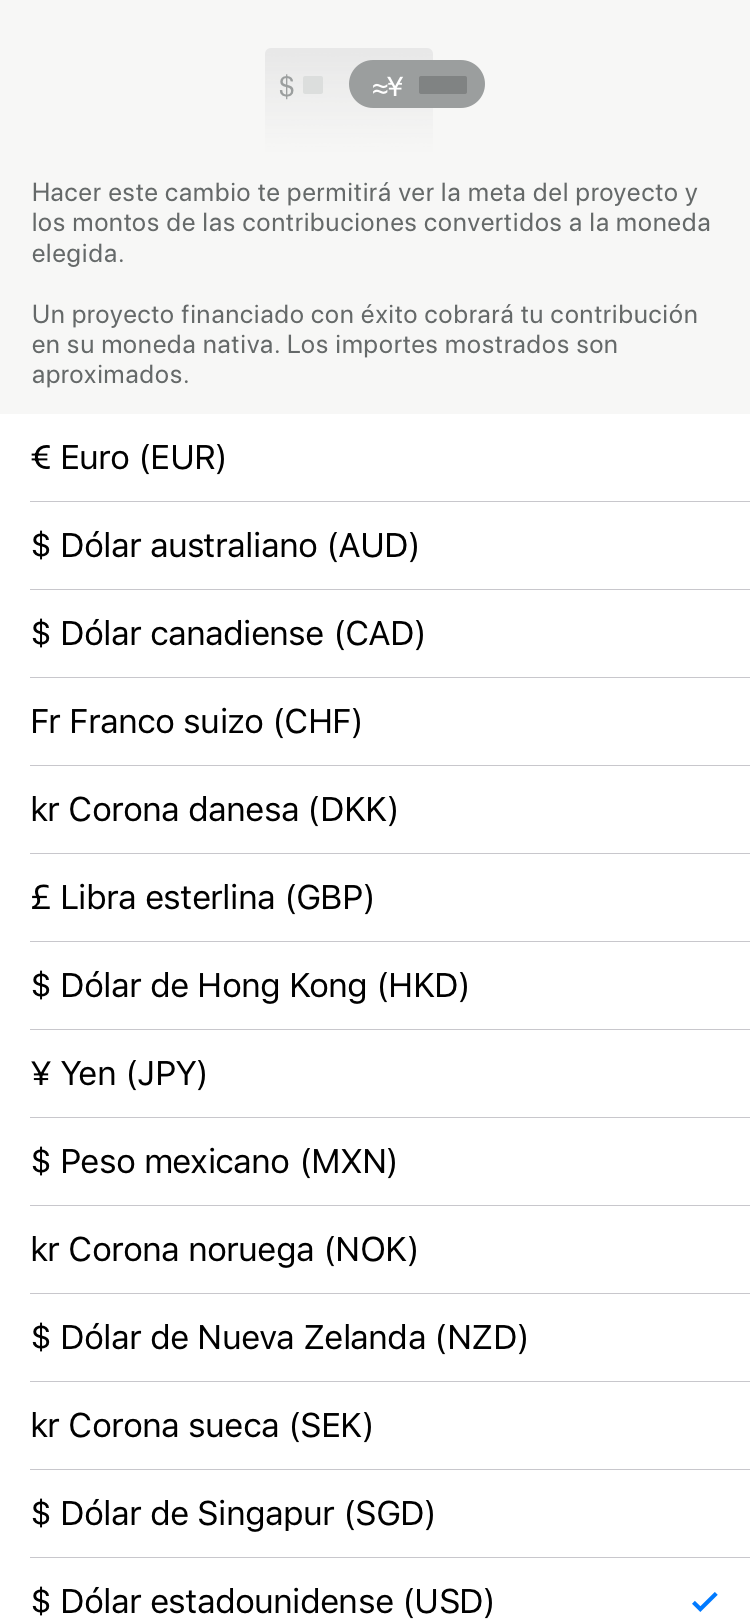 $ ≈¥
Hacer este cambio te permitirá ver la meta del proyecto y
los montos de las contribuciones convertidos a la moneda
elegida.
Un proyecto financiado con éxito cobrará tu contribución
en su moneda nativa. Los importes mostrados son
aproximados.
€ Euro (EUR)
$ Dólar australiano (AUD)
$ Dólar canadiense (CAD)
Fr Franco suizo (CHF)
kr Corona danesa (DKK)
£ Libra esterlina (GBP)
$ Dólar de Hong Kong (HKD)
¥ Yen (JPY)
$ Peso mexicano (MXN)
kr Corona noruega (NOK)
$ Dólar de Nueva Zelanda (NZD)
kr Corona sueca (SEK)
$ Dólar de Singapur (SGD)
$ Dólar estadounidense (USD)